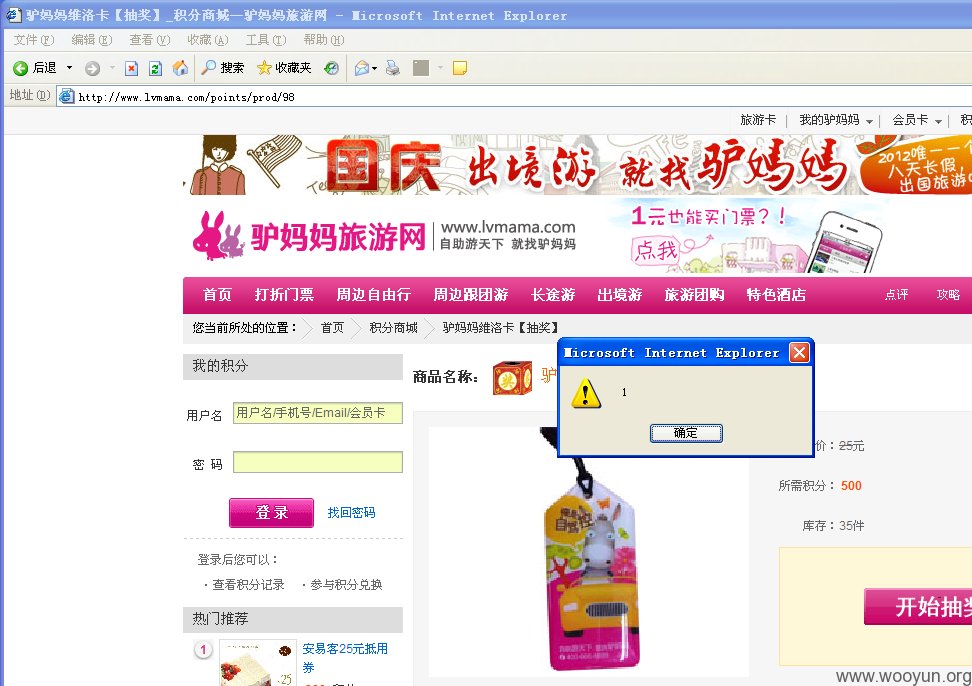 驴妈妈维洛卡【抽奖】_积分商城—驴妈妈旅游网 - Microsoft Internet Explorer
文件(F) 编辑(E) 查看(V) 收藏(A) 工具(T) 帮助(H)
后退 搜索 收藏夹
地址(D) http://www.lvmama.com/points/prod/98
旅游卡 | 我的驴妈妈 | 会员卡 | 积
国庆 出境游 就找驴妈妈
2012唯一一个
八天长假
出国旅游
驴妈妈旅游网
www.lvmama.com
自助游天下 就找驴妈妈
1元也能买门票?!
点我
首页 打折门票 周边自由行 周边跟团游 长途游 出境游 旅游团购 特色酒店 点评 攻略
您当前所处的位置: 首页 积分商城 驴妈妈维洛卡【抽奖】
我的积分
商品名称: 奖 驴
Microsoft Internet Explorer
1
确定
用户名 用户名/手机号/Email/会员卡
密 码
登 录 找回密码
登录后您可以:
·查看积分记录 ·参与积分兑换
热门推荐
1 安易客25元抵用
券
25
价:25元
所需积分: 500
库存: 35件
开始抽奖
www.wooyun.org